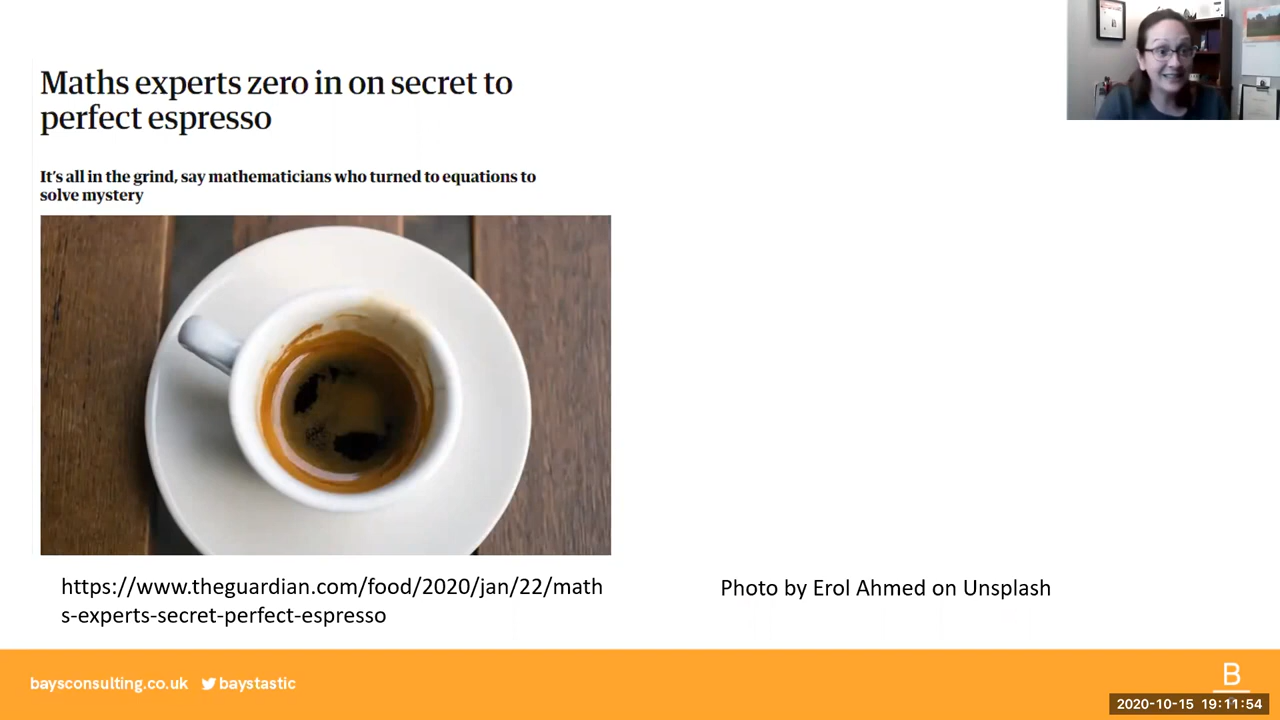 Maths experts zero in on secret to
perfect espresso
It's all in the grind, say mathematicians who turned to equations to
solve mystery
https://www.theguardian.com/food/2020/jan/22/math
s-experts-secret-perfect-espresso
Photo by Erol Ahmed on Unsplash
baysconsulting.co.uk baystastic
B
2020-10-15 19:11:54